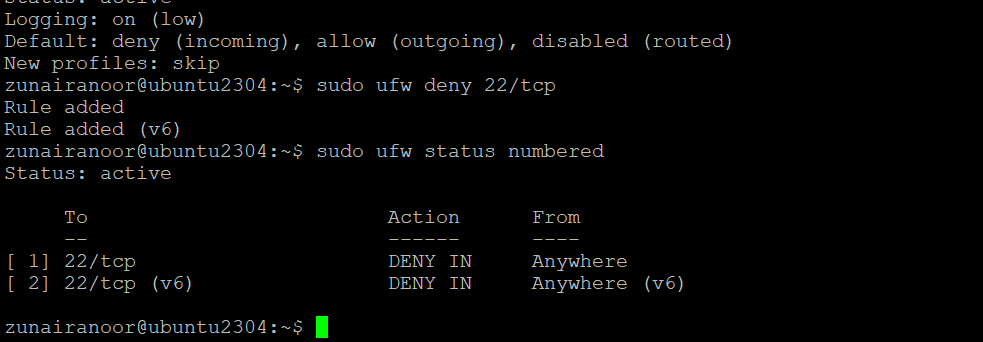 Status: active
Logging: on (low)
Default: deny (incoming), allow (outgoing), disabled (routed)
New profiles: skip
zunairanoor@ubuntu2304:~$ sudo ufw deny 22/tcp
Rule added
Rule added (v6)
zunairanoor@ubuntu2304:~$ sudo ufw status numbered
Status: active
To Action From
-- ------ ----
[ 1] 22/tcp DENY IN Anywhere
[ 2] 22/tcp (v6) DENY IN Anywhere (v6)
zunairanoor@ubuntu2304:~$